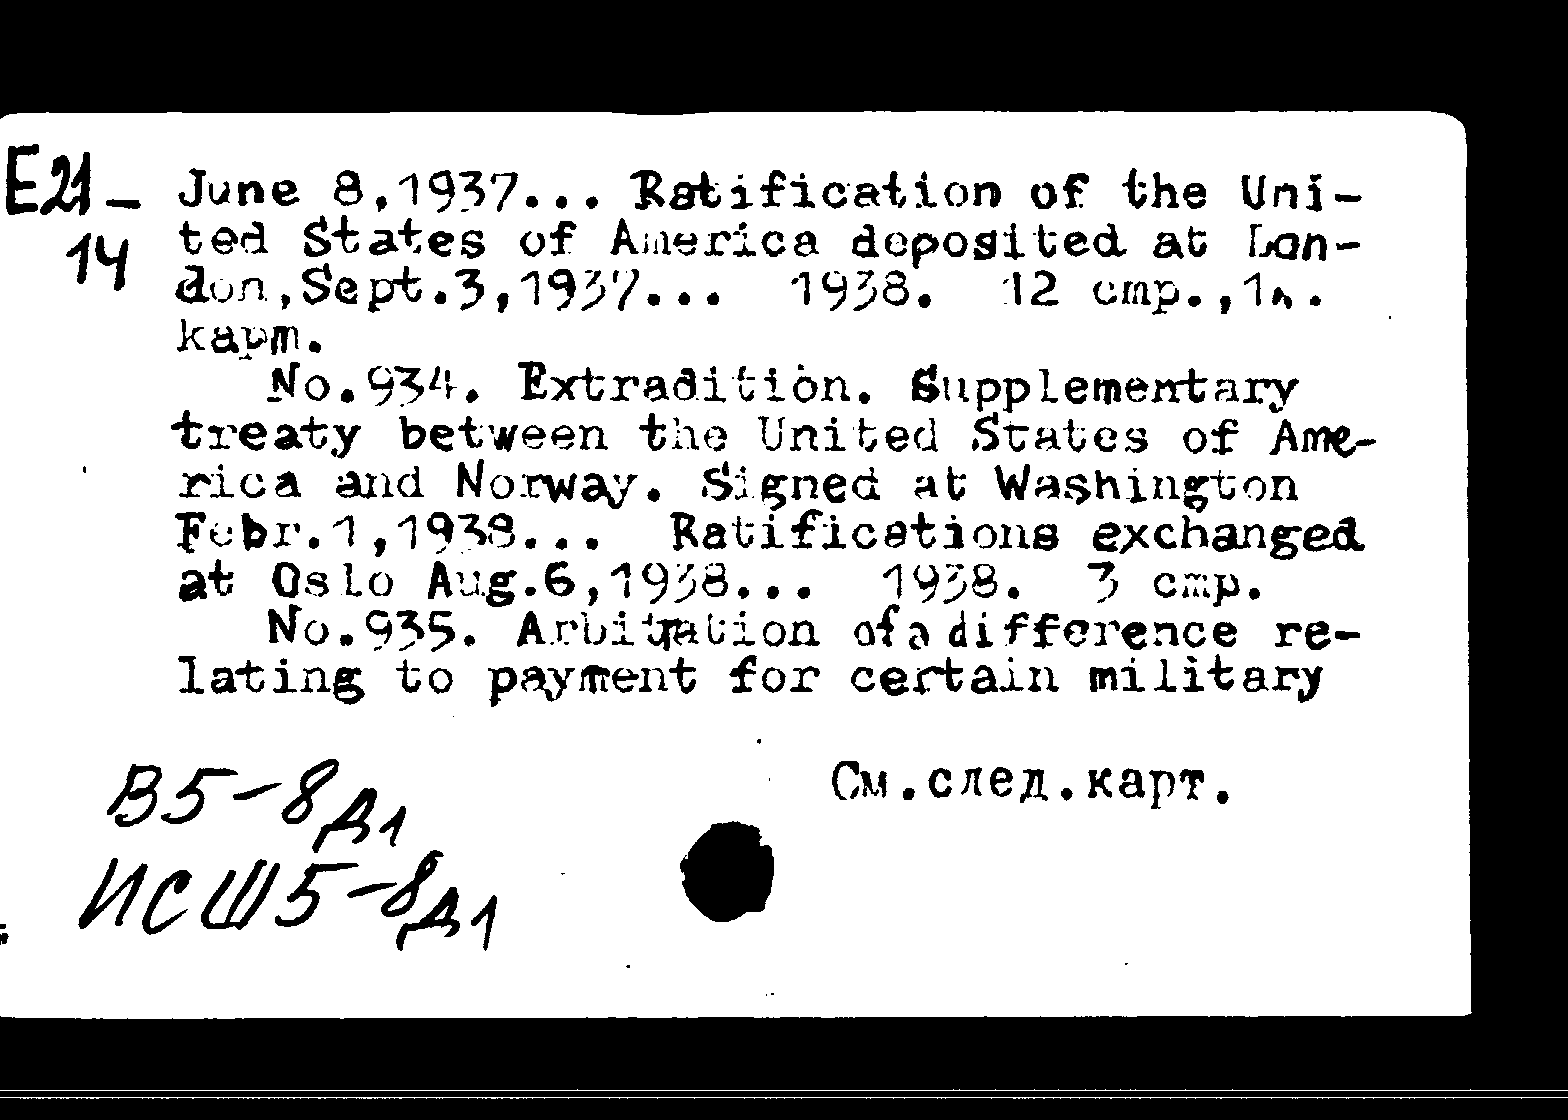 E21-
14
June 8,1937... Ratification of the Uni-
ted States of America deposited at Lon-
don,Sept.3,1937... 1938. 12 cmp.,1л.
карm.
No.934. Extradition. Supplementary
treaty between the United States of Ame-
rica and Norway. Signed at Washington
Febr.1,1938... Ratifications exchanged
at Oslo Aug.6,1938... 1938. 3 cmp.
No.935. Arbitration of a difference re-
lating to payment for certain military
См.след.карт.
В5-8д1
ИСШ5-8д1